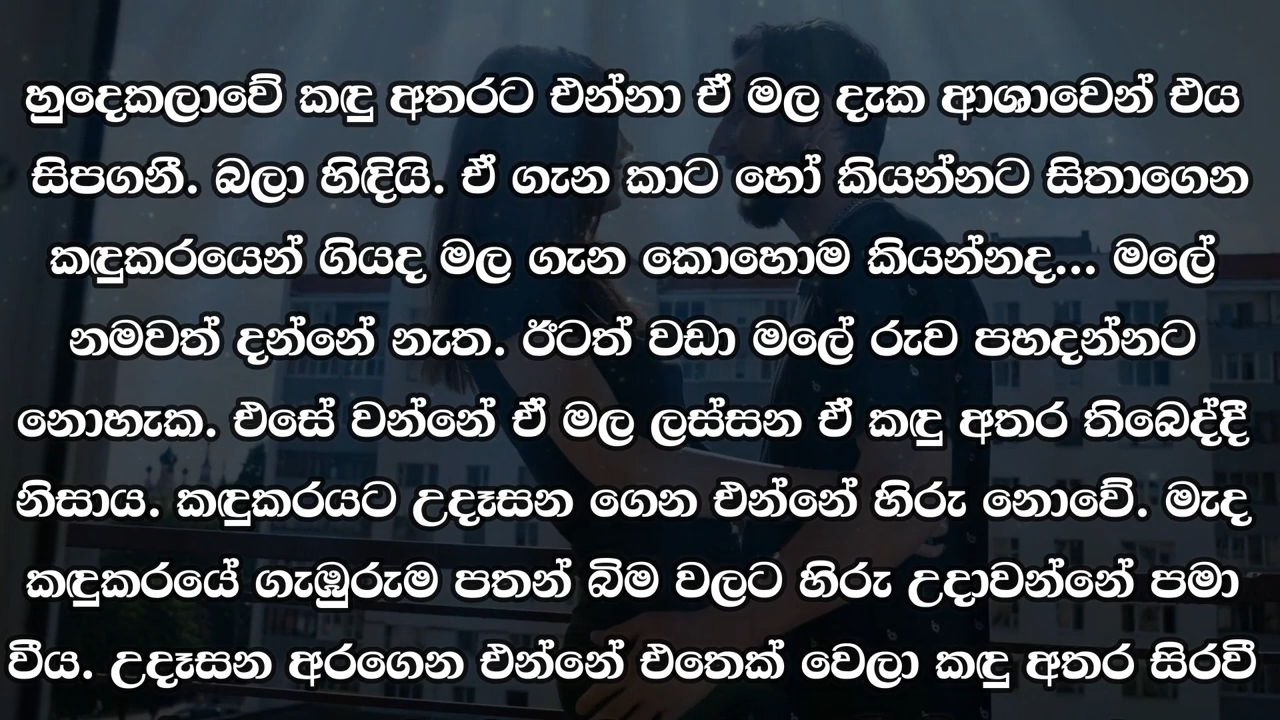 හුදෙකලාවේ කඳු අතරට එන්නා ඒ මල දැක ආශාවෙන් එය
සිපගනී. බලා හිඳියි. ඒ ගැන කාට හෝ කියන්නට සිතාගෙන
කඳුකරයෙන් ගියද මල ගැන කොහොම කියන්නද... මලේ
නමවත් දන්නේ නැත. ඊටත් වඩා මලේ රුව පහදන්නට
නොහැක. එසේ වන්නේ ඒ මල ලස්සන ඒ කඳු අතර තිබෙද්දී
නිසාය. කඳුකරයට උදෑසන ගෙන එන්නේ හිරු නොවේ. මැද
කඳුකරයේ ගැඹුරුම පතන් බිම වලට හිරු උදාවන්නේ පමා
වීය. උදෑසන අරගෙන එන්නේ එතෙක් වෙලා කඳු අතර සිරවී